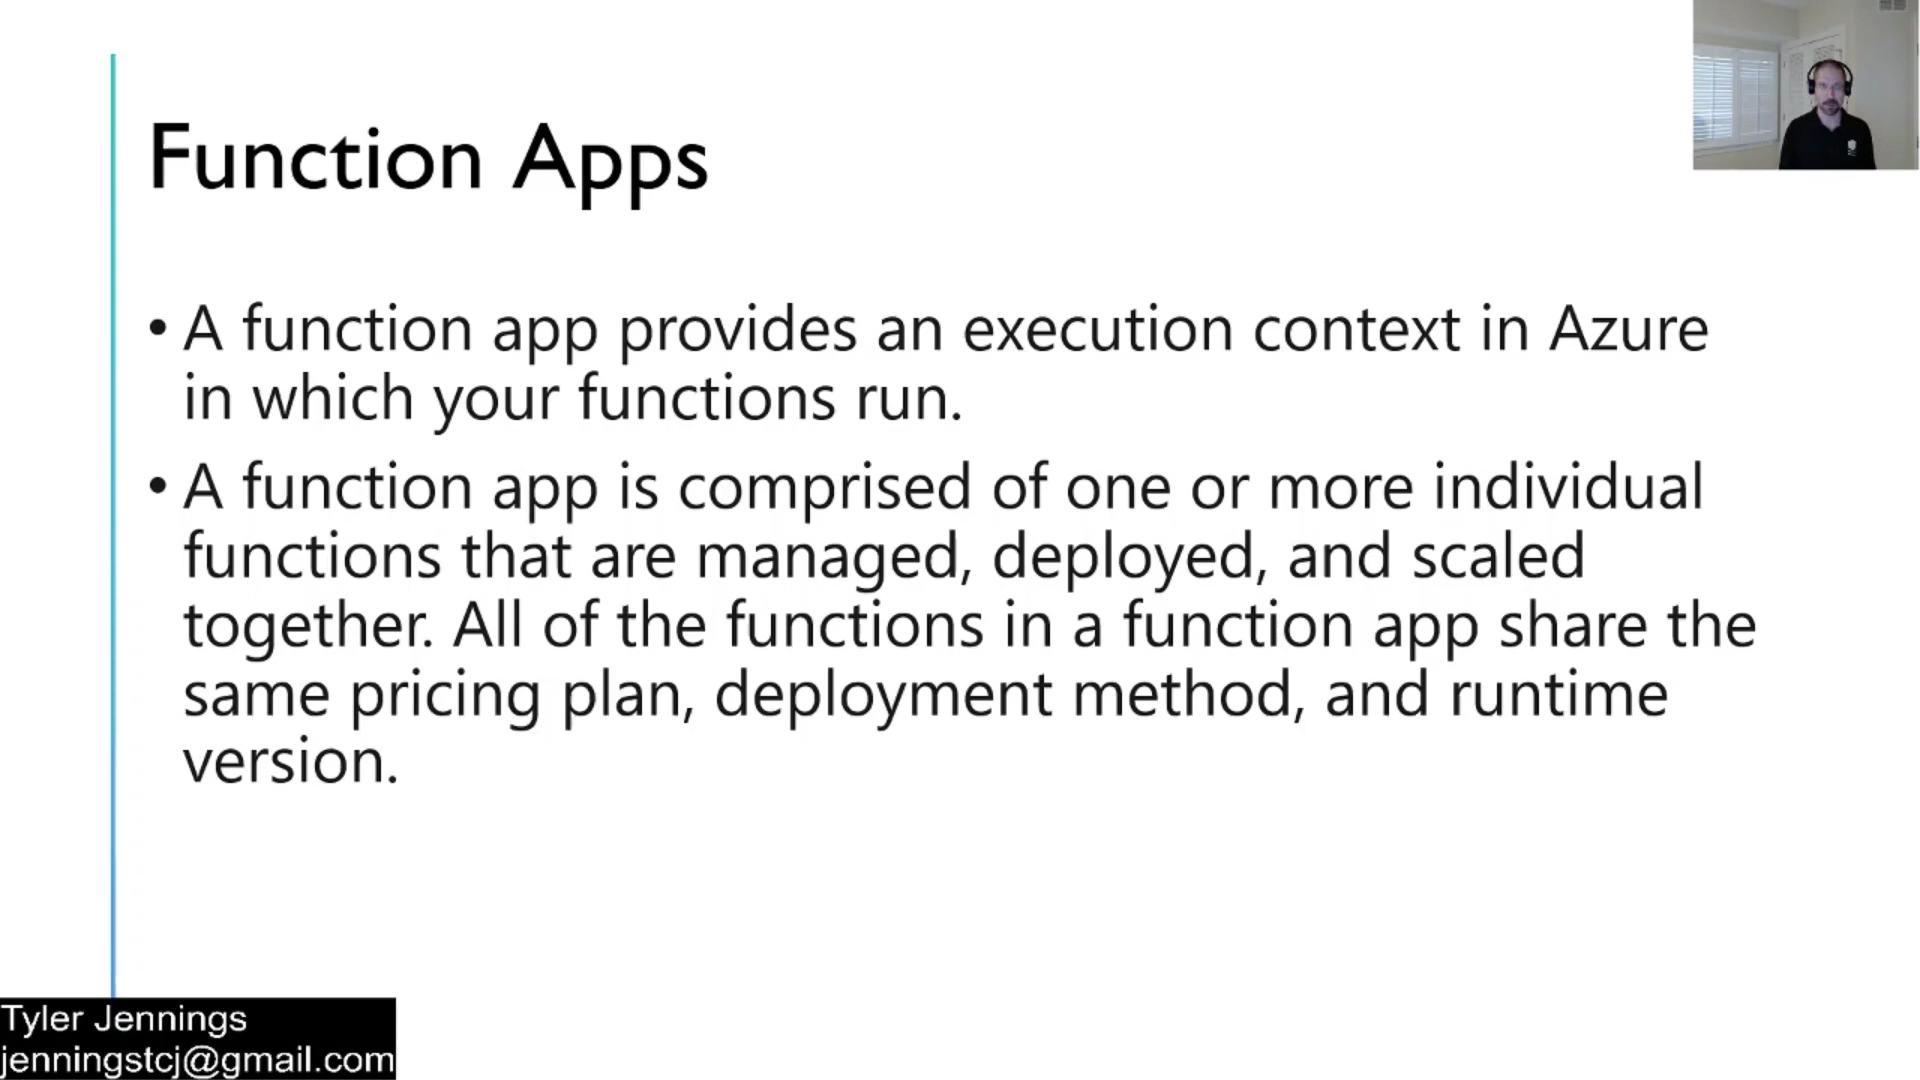 Function Apps
• A function app provides an execution context in Azure
in which your functions run.
• A function app is comprised of one or more individual
functions that are managed, deployed, and scaled
together. All of the functions in a function app share the
same pricing plan, deployment method, and runtime
version.
Tyler Jennings
jenningstcj@gmail.com